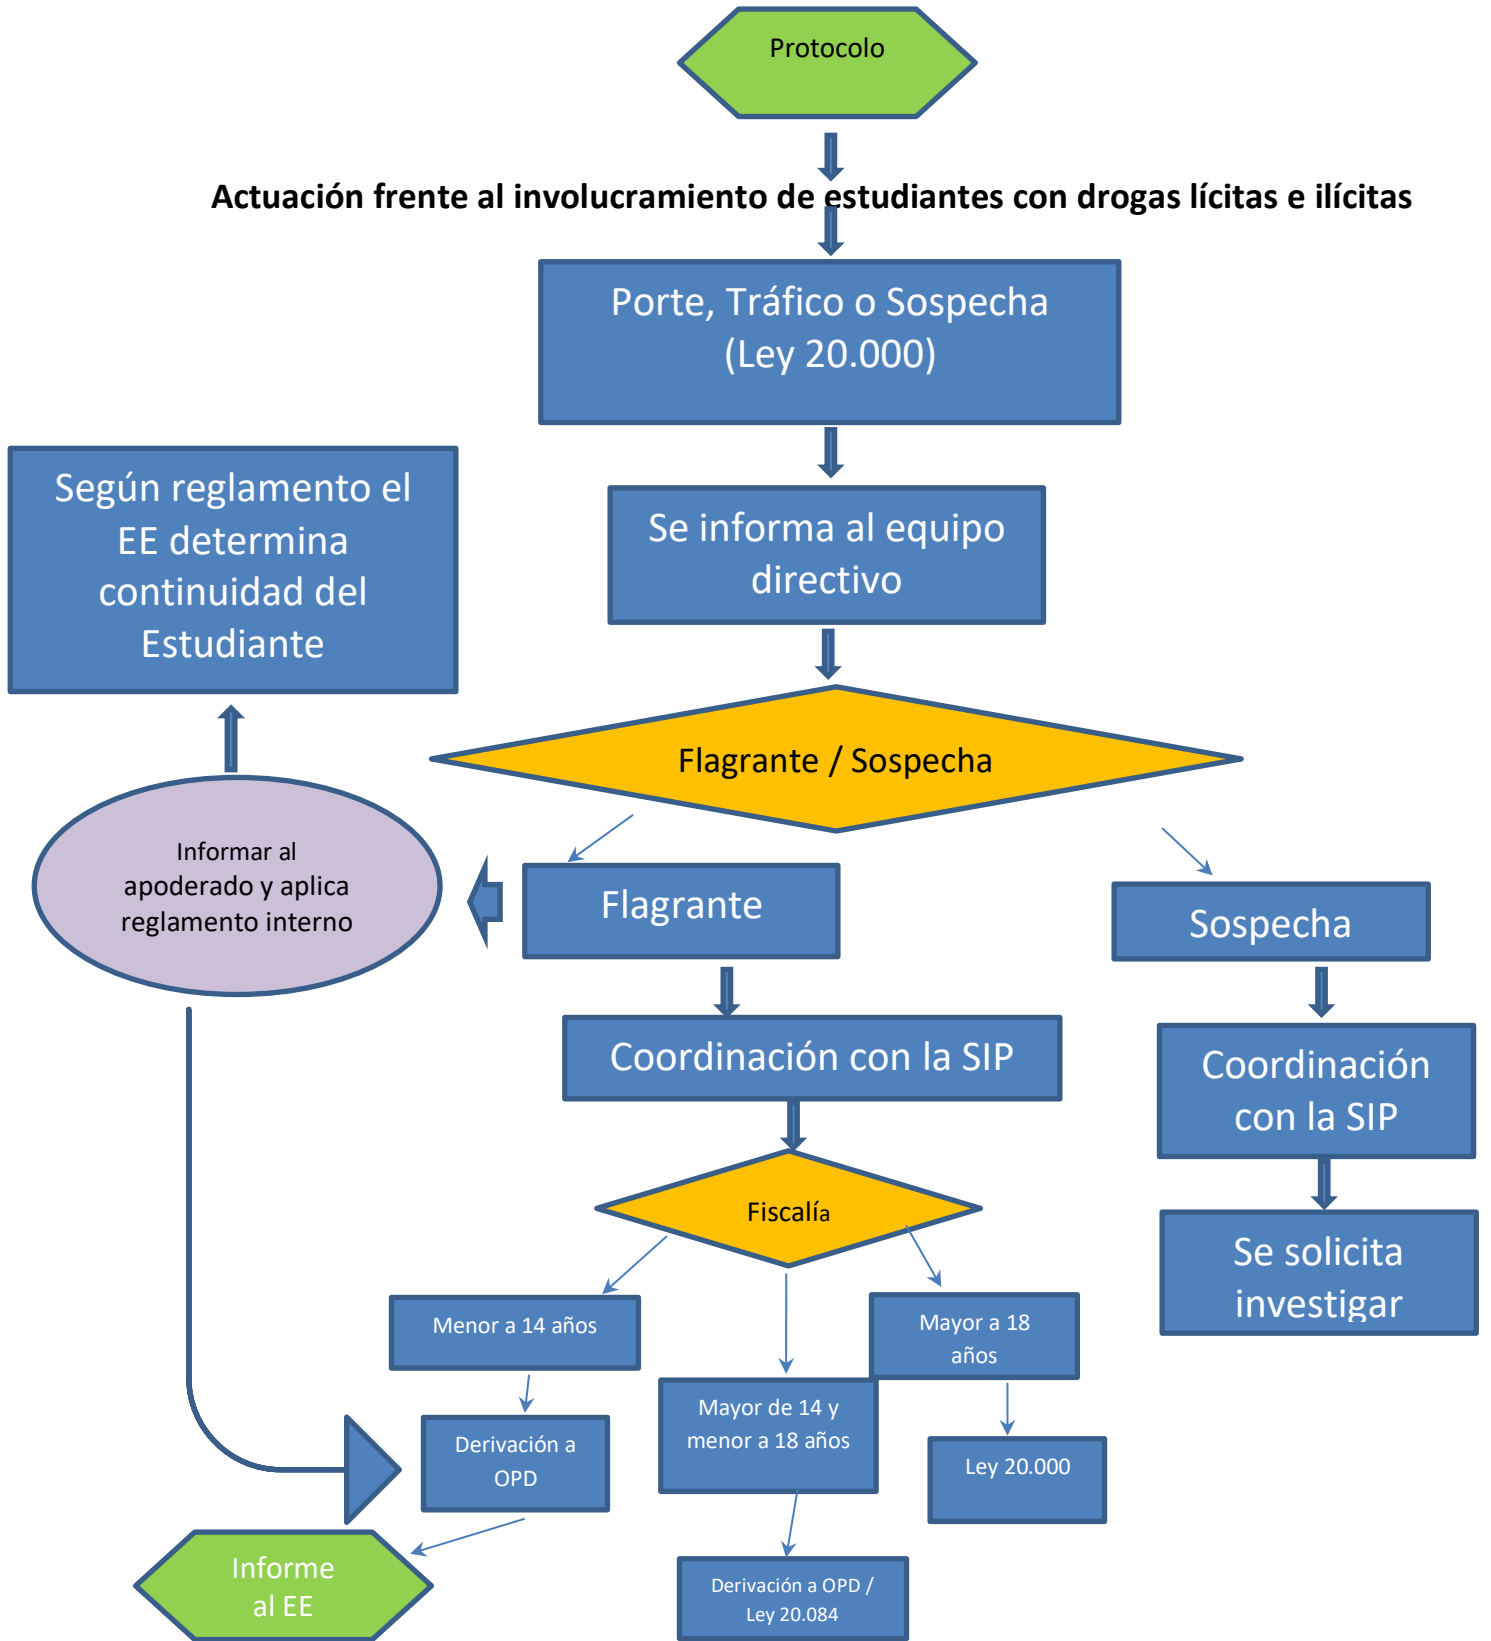 Protocolo
Actuación frente al involucramiento de estudiantes con drogas lícitas e ilícitas
Porte, Tráfico o Sospecha
(Ley 20.000)
Según reglamento el
EE determina
continuidad del
Estudiante
Se informa al equipo
directivo
Flagrante / Sospecha
Informar al
apoderado y aplica
reglamento interno
Flagrante
Sospecha
Coordinación con la SIP
Coordinación
con la SIP
Fiscalía
Se solicita
investigar
Menor a 14 años
Mayor a 18
años
Mayor de 14 y
menor a 18 años
Derivación a
OPD
Ley 20.000
Informe
al EE
Derivación a OPD /
Ley 20.084